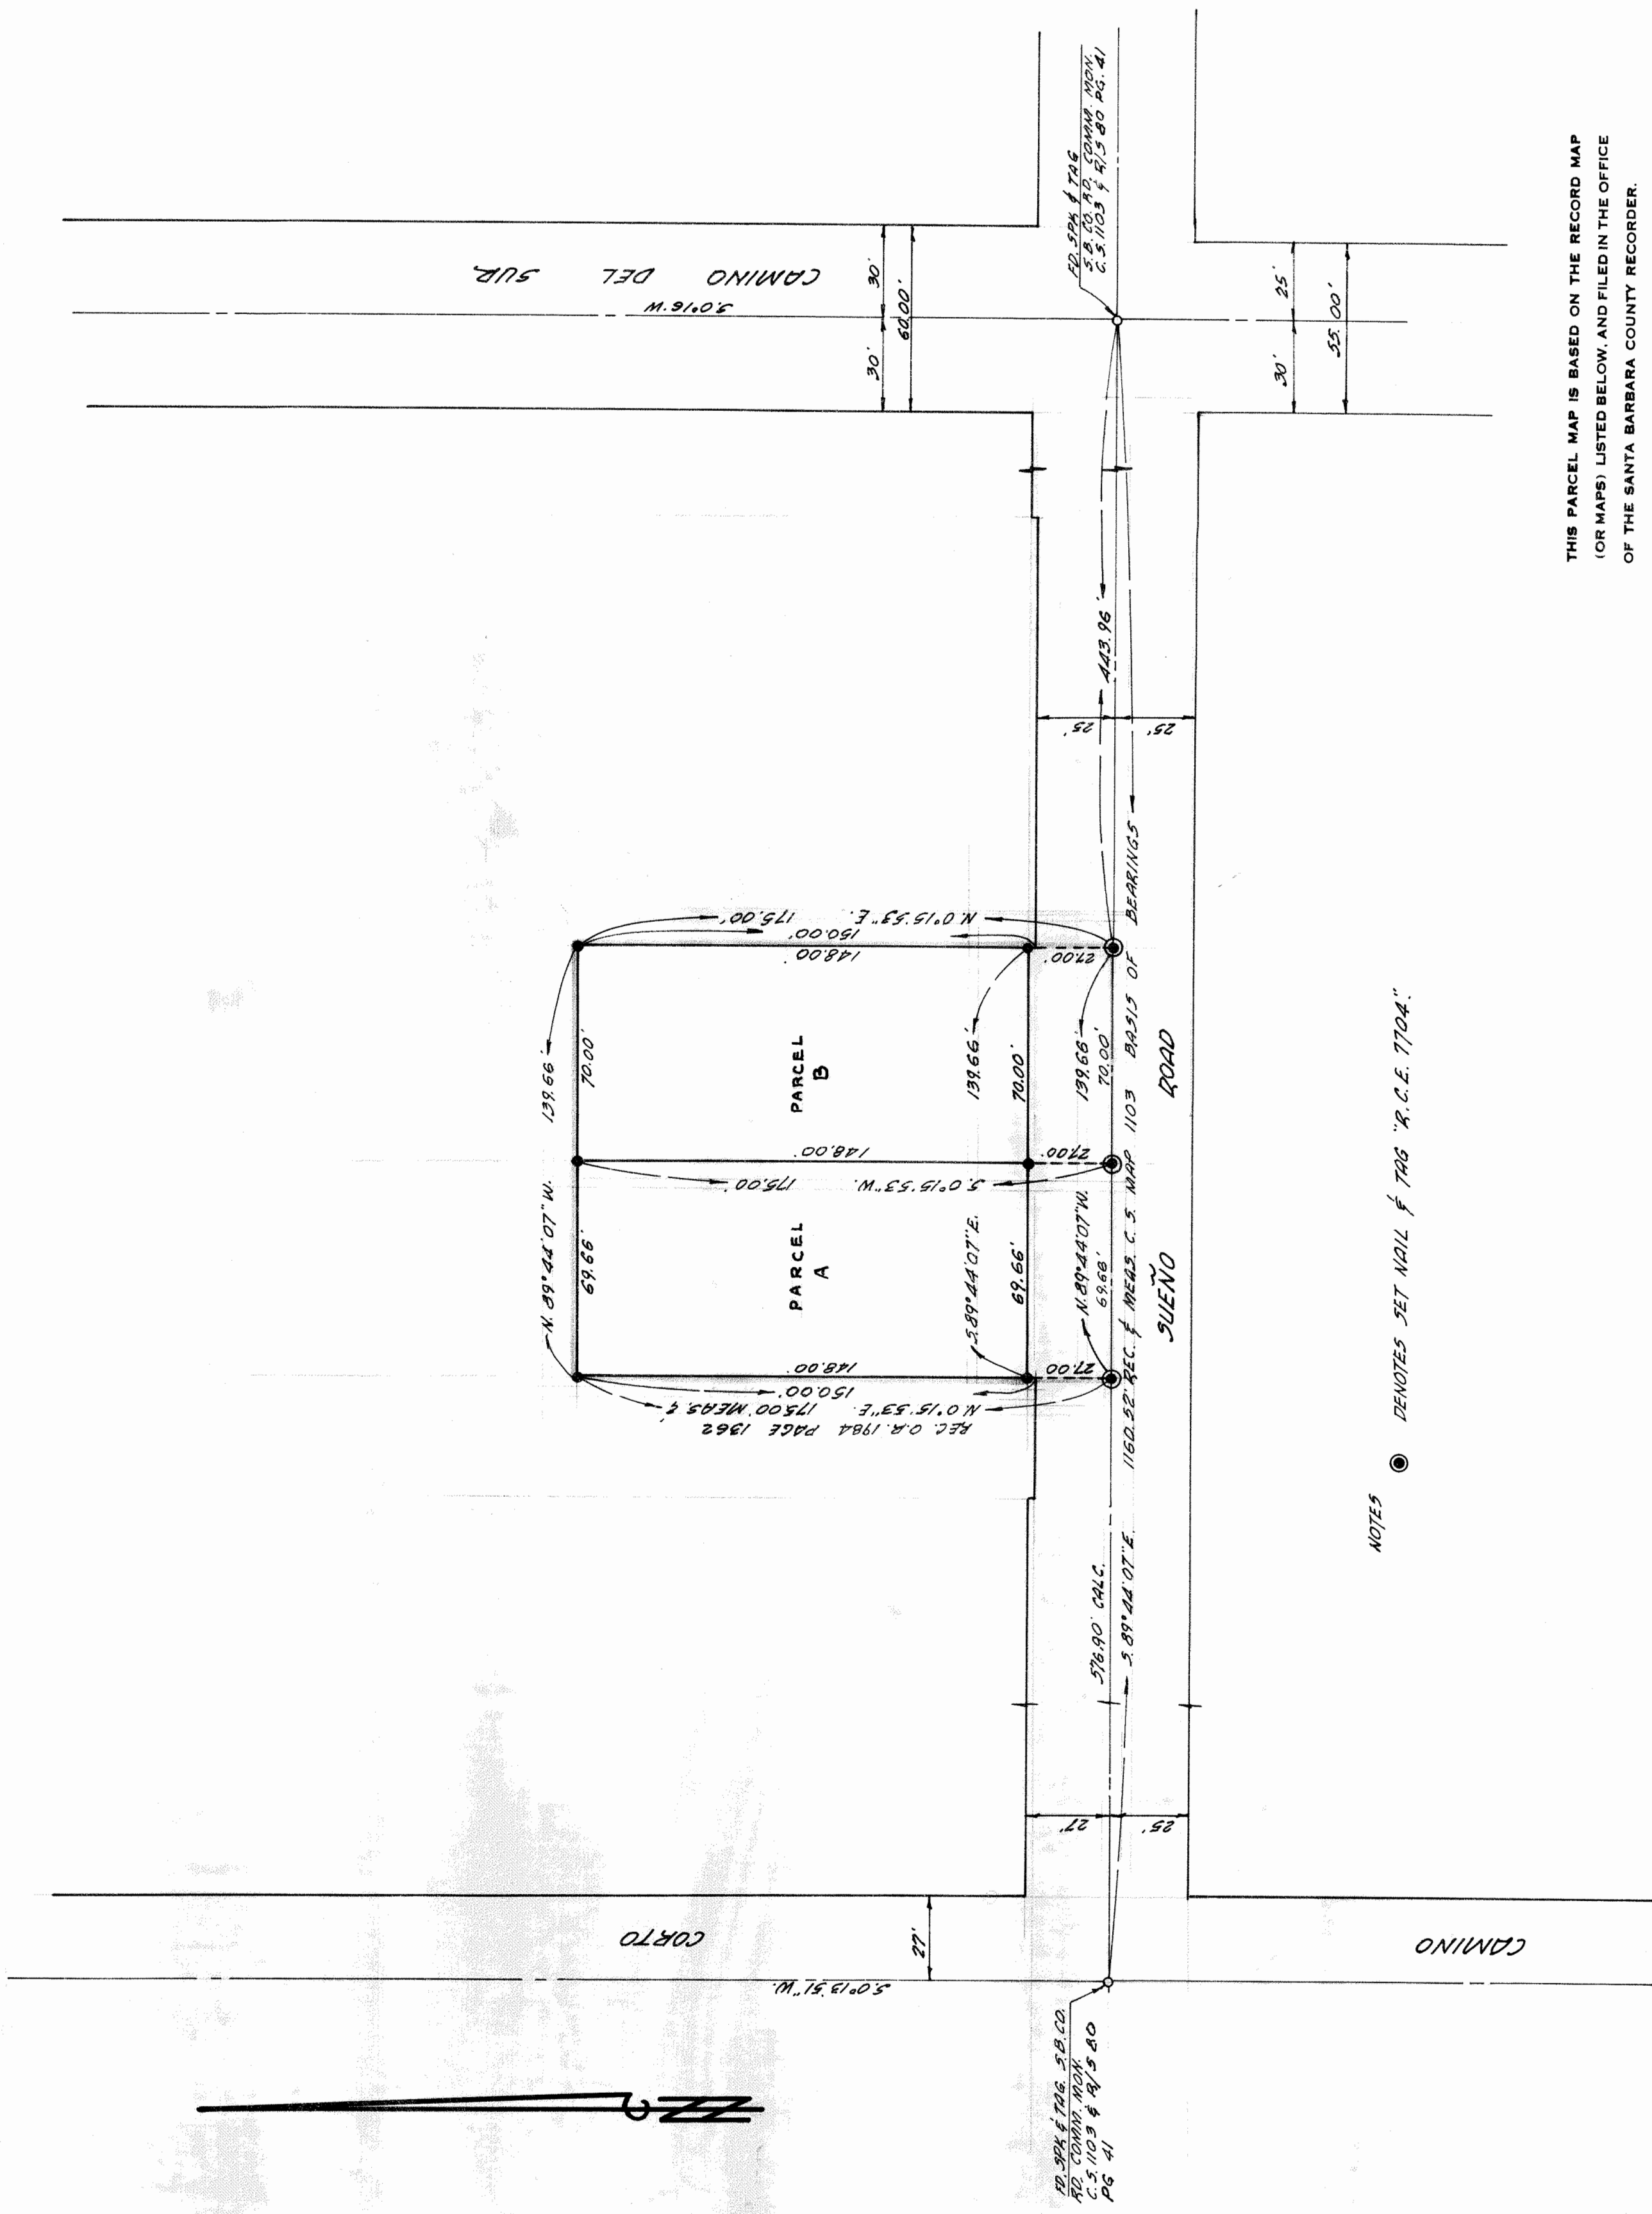 THIS PARCEL MAP IS BASED ON THE RECORD MAP
(OR MAPS) LISTED BELOW, AND FILED IN THE OFFICE
OF THE SANTA BARBARA COUNTY RECORDER.
FD. SPK & TAG
S.B. CO. RD. COMM. MON.
C.S. 1103 & R/S 80 PG. 41
CAMINO DEL SUR
S.0°16'W.
30'
30'
60.00'
25'
30'
55.00'
443.96'
25'
25'
N.0°15'53"E. 175.00'
150.00'
148.00'
27.00'
139.66'
70.00'
PARCEL
B
139.66'
70.00'
139.66'
70.00'
148.00'
27.00'
S.0°15'53"W. 175.00'
N.89°44'07"W.
69.66'
PARCEL
A
S.89°44'07"E.
69.66'
N.89°44'07"W.
69.66'
148.00'
27.00
150.00'
N.0°15'53"E. 175.00' MEAS. &
REC. O.R. 1984 PAGE 1362
S.89°44'07"E. 1160.52' REC. & MEAS. C.S. MAP 1103 BASIS OF BEARINGS
SUEÑO ROAD
576.90' CALC.
27'
25'
CAMINO CORTO
27'
S.0°13'51"W.
FD. SPK & TAG. S.B.CO.
RD. COMM. MON.
C.S. 1103 & R/S 80
PG 41
N
NOTES
DENOTES SET NAIL & TAG "R.C.E. 7704".